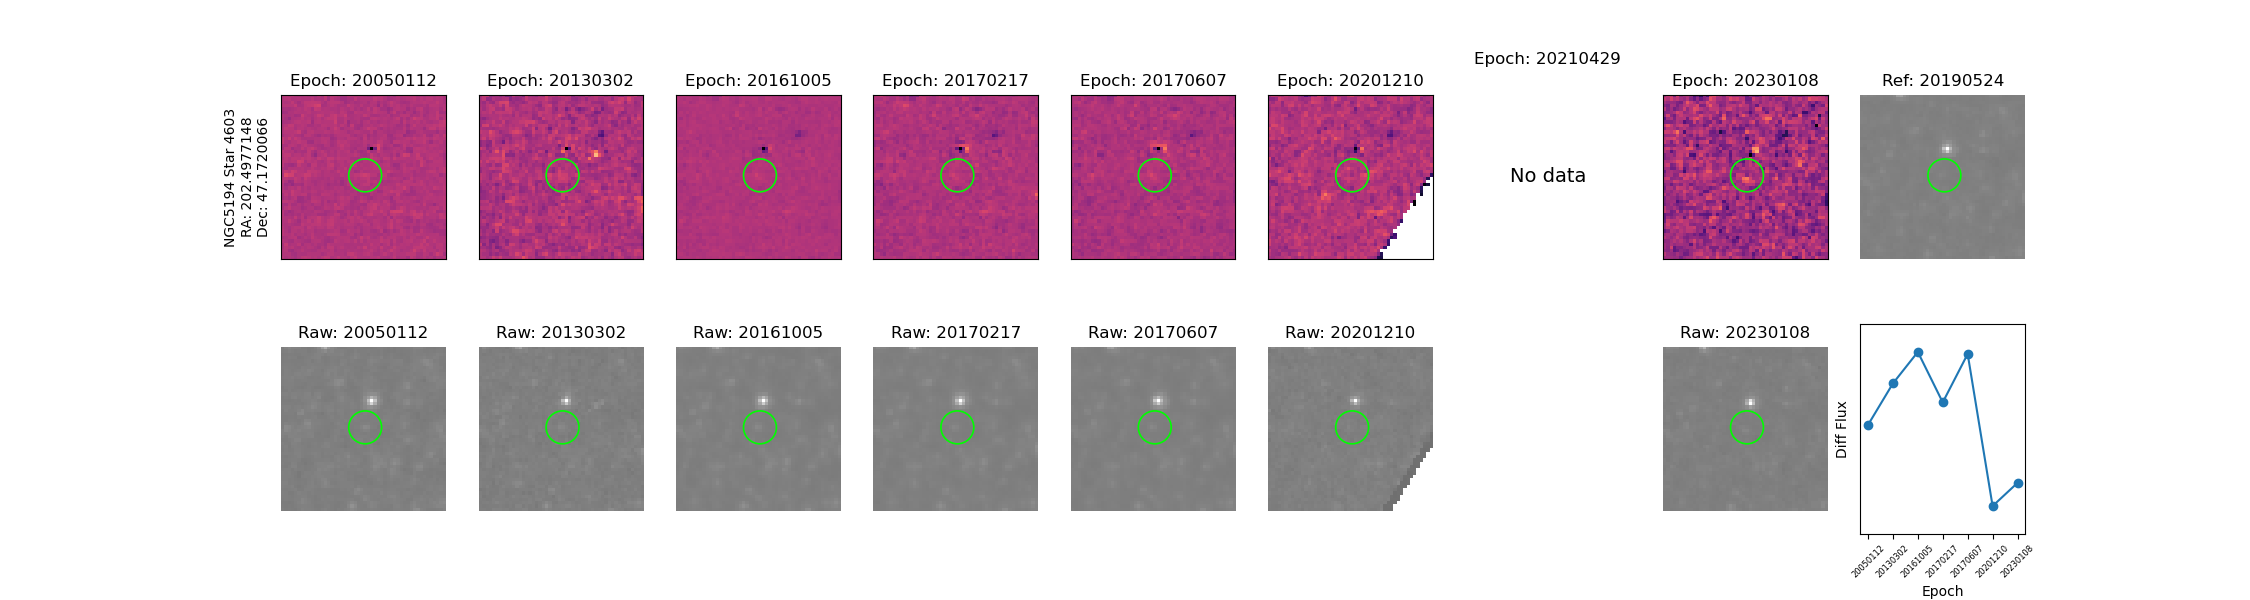 NGC5194 Star 4603
RA: 202.4977148
Dec: 47.1720066
Epoch: 20050112
Epoch: 20130302
Epoch: 20161005
Epoch: 20170217
Epoch: 20170607
Epoch: 20201210
Epoch: 20210429
No data
Epoch: 20230108
Ref: 20190524
Raw: 20050112
Raw: 20130302
Raw: 20161005
Raw: 20170217
Raw: 20170607
Raw: 20201210
Raw: 20230108
Diff Flux
20050112
20130302
20161005
20170217
20170607
20201210
20230108
Epoch